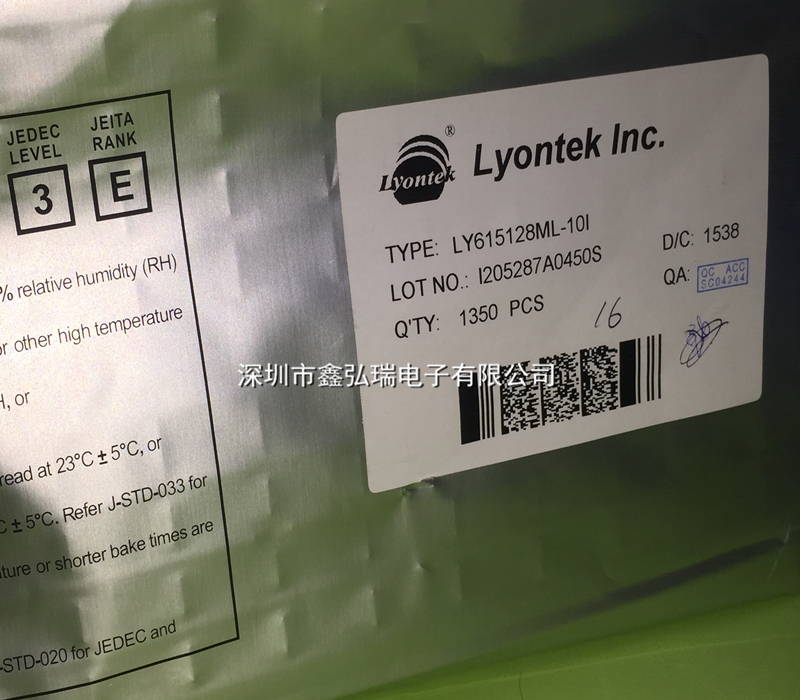 JEDEC
LEVEL
3
JEITA
RANK
E
% relative humidity (RH)
or other high temperature
H, or
read at 23°C ± 5°C, or
C ± 5°C. Refer J-STD-033 for
ture or shorter bake times are
-STD-020 for JEDEC and
Lyontek
®
Lyontek Inc.
TYPE: LY615128ML-10I
LOT NO.: I205287A0450S
D/C: 1538
QA: QC ACC
SC04244
Q'TY: 1350 PCS
16
深圳市鑫弘瑞电子有限公司